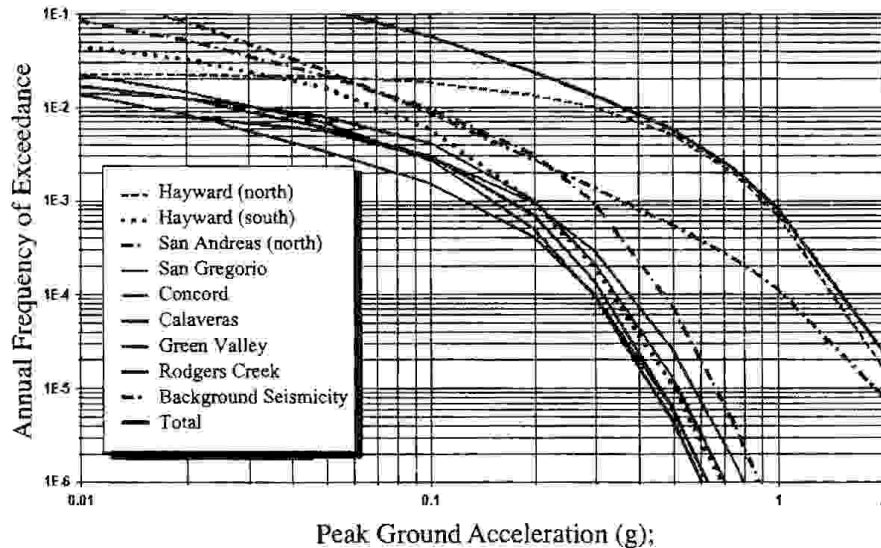 1E-1
1E-2
1E-3
1E-4
1E-5
1E-6
Annual Frequency of Exceedance
Hayward (north)
Hayward (south)
San Andreas (north)
San Gregorio
Concord
Calaveras
Green Valley
Rodgers Creek
Background Seismicity
Total
0.01
0.1
1
Peak Ground Acceleration (g);